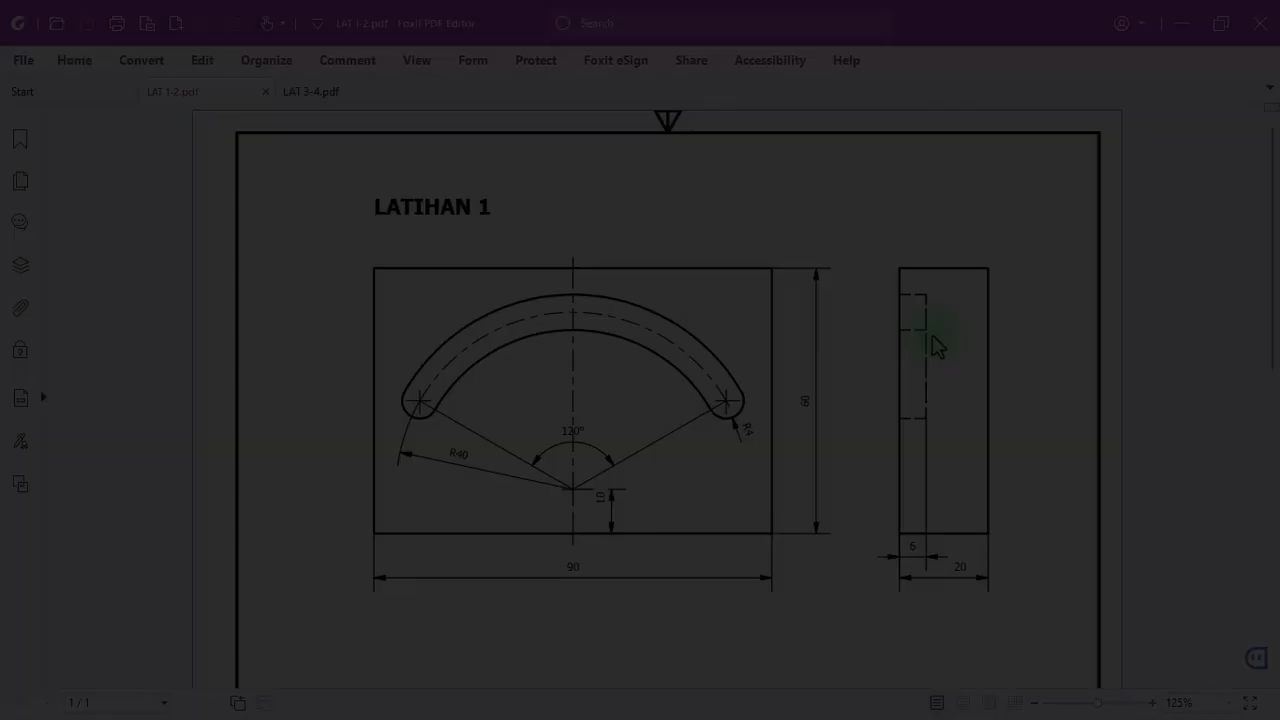 LAT 1-2.pdf - Foxit PDF Editor
Search
File Home Convert Edit Organize Comment View Form Protect Foxit eSign Share Accessibility Help
Start LAT 1-2.pdf LAT 3-4.pdf
LATIHAN 1
120°
R40
R4
10
60
90
6
20
1 / 1
125%